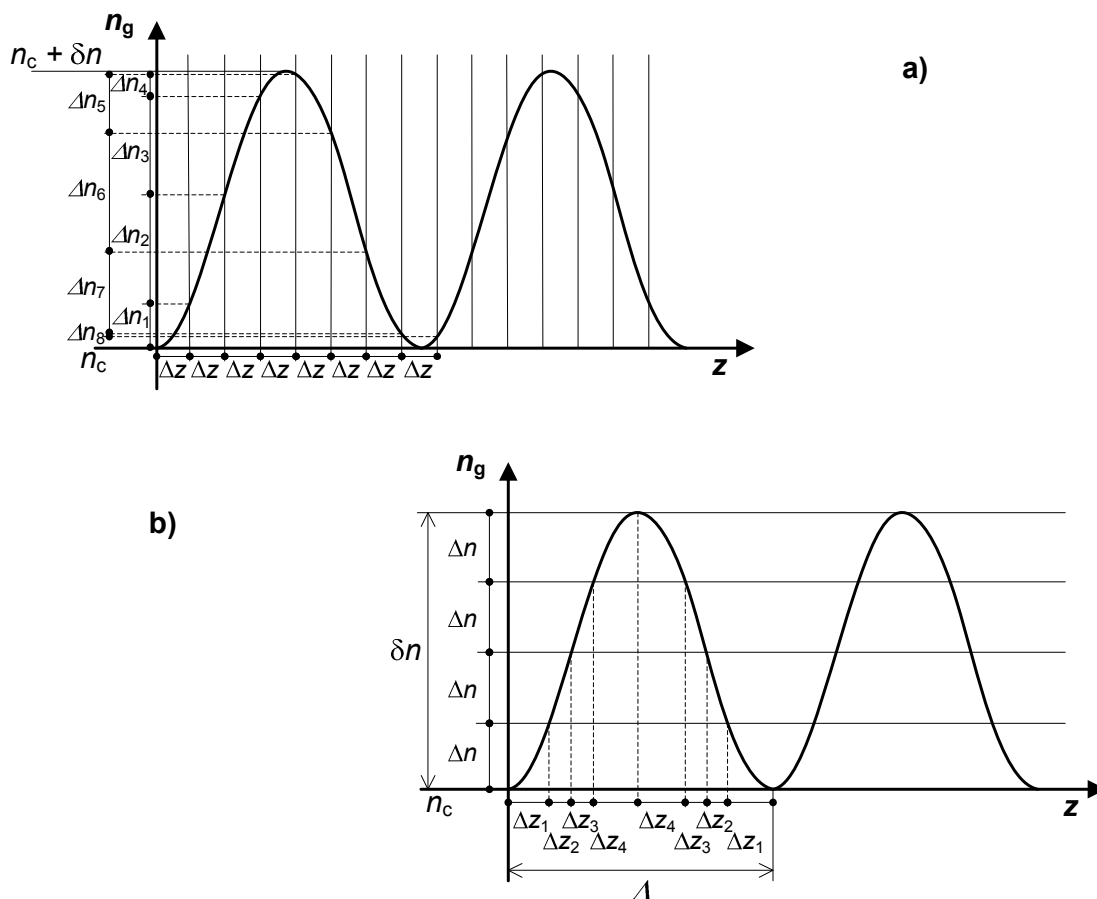 n_g
n_c + δn
a)
Δn_4
Δn_5
Δn_3
Δn_6
Δn_2
Δn_7
Δn_1
Δn_8
n_c
Δz Δz Δz Δz Δz Δz Δz Δz
z
b)
n_g
Δn
Δn
δn
Δn
Δn
n_c
z
Δz_1 Δz_3 Δz_4 Δz_2
Δz_2 Δz_4 Δz_3 Δz_1
Λ